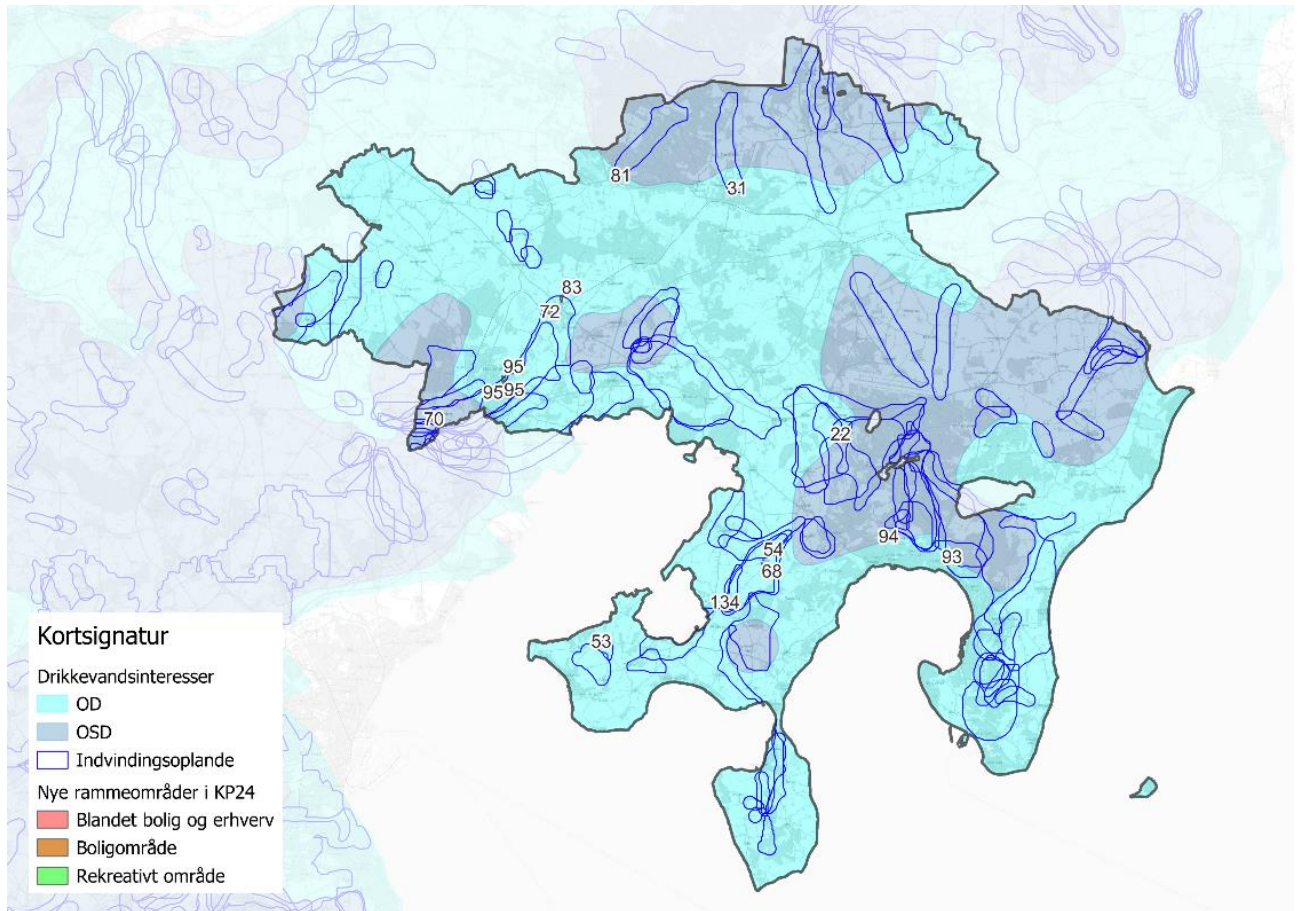 81
31
83
72
95
95 95
70
22
94
93
54
68
134
53
Kortsignatur
Drikkevandsinteresser
OD
OSD
Indvindingsoplande
Nye rammeområder i KP24
Blandet bolig og erhverv
Boligområde
Rekreativt område